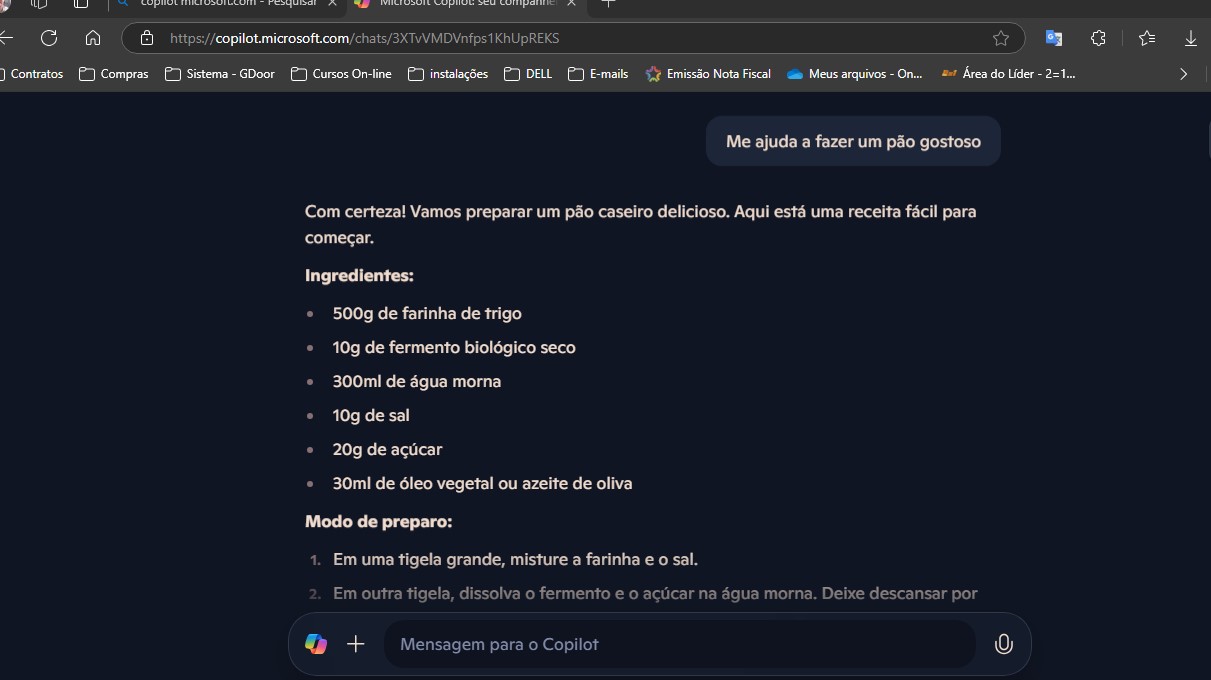 copilot microsoft.com - Pesquisar
Microsoft Copilot: seu companhei
https://copilot.microsoft.com/chats/3XTvVMDVnfps1KhUpREKS
Contratos Compras Sistema - GDoor Cursos On-line instalações DELL E-mails Emissão Nota Fiscal Meus arquivos - On... Área do Líder - 2=1...
Me ajuda a fazer um pão gostoso
Com certeza! Vamos preparar um pão caseiro delicioso. Aqui está uma receita fácil para
começar.
Ingredientes:
500g de farinha de trigo
10g de fermento biológico seco
300ml de água morna
10g de sal
20g de açúcar
30ml de óleo vegetal ou azeite de oliva
Modo de preparo:
1. Em uma tigela grande, misture a farinha e o sal.
2. Em outra tigela, dissolva o fermento e o açúcar na água morna. Deixe descansar por
Mensagem para o Copilot